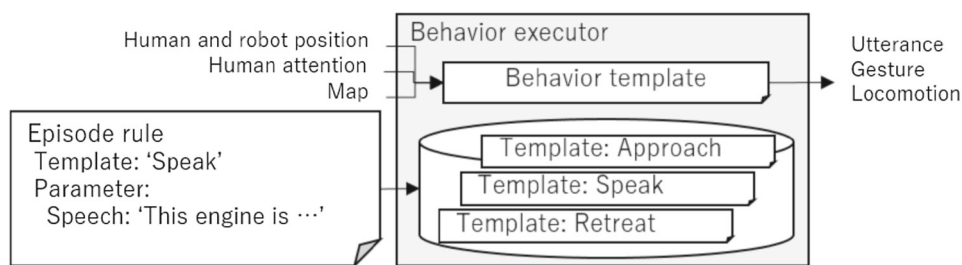 Human and robot position
Human attention
Map
Behavior executor
Behavior template
Utterance
Gesture
Locomotion
Episode rule
Template: ‘Speak’
Parameter:
Speech: ‘This engine is ⋯’
Template: Approach
Template: Speak
Template: Retreat